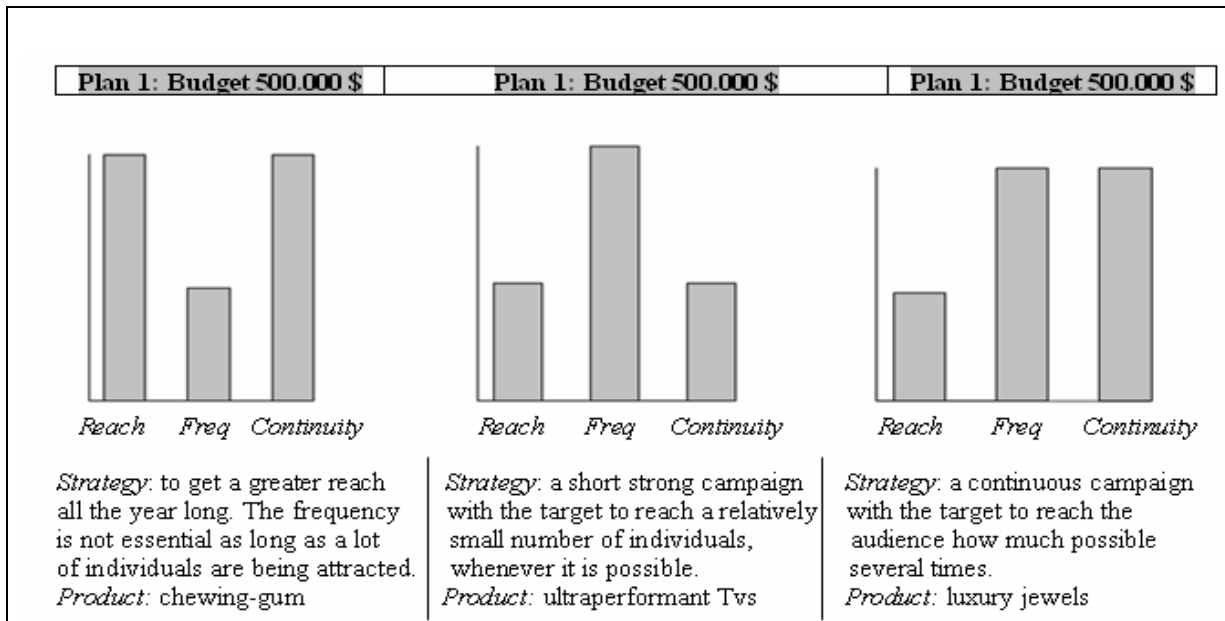 Plan 1: Budget 500.000 $
Plan 1: Budget 500.000 $
Plan 1: Budget 500.000 $
Reach Freq Continuity
Reach Freq Continuity
Reach Freq Continuity
Strategy: to get a greater reach
all the year long. The frequency
is not essential as long as a lot
of individuals are being attracted.
Product: chewing-gum
Strategy: a short strong campaign
with the target to reach a relatively
small number of individuals,
whenever it is possible.
Product: ultraperformant Tvs
Strategy: a continuous campaign
with the target to reach the
audience how much possible
several times.
Product: luxury jewels